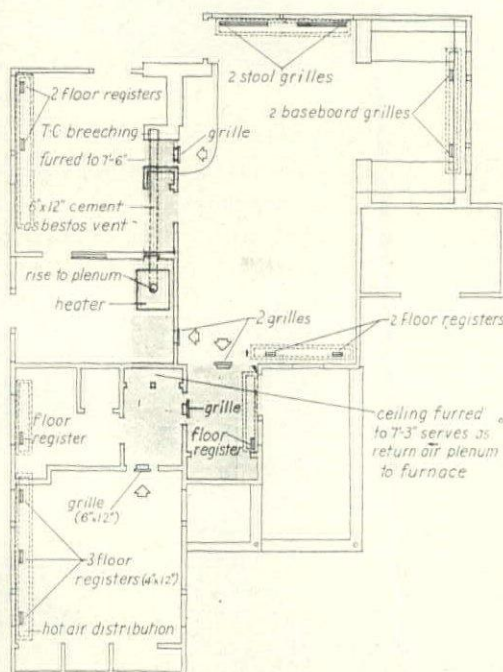 2 stool grilles
2 floor registers
2 baseboard grilles
T-C breeching
grille
furred to 7'-6"
6"x12" cement
asbestos vent
rise to plenum
heater
2 grilles
2 floor registers
grille
ceiling furred
to 7'-3" serves as
return air plenum
to furnace
floor
register
floor
register
grille
(6"x12")
3 floor
registers (4"x12")
hot air distribution